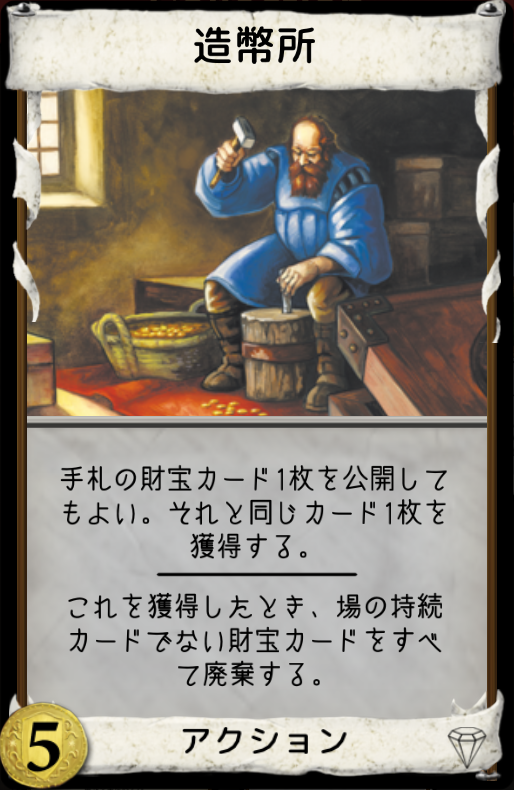 造幣所
手札の財宝カード1枚を公開して
もよい。それと同じカード1枚を
獲得する。
これを獲得したとき、場の持続
カードでない財宝カードをすべ
て廃棄する。
5
アクション